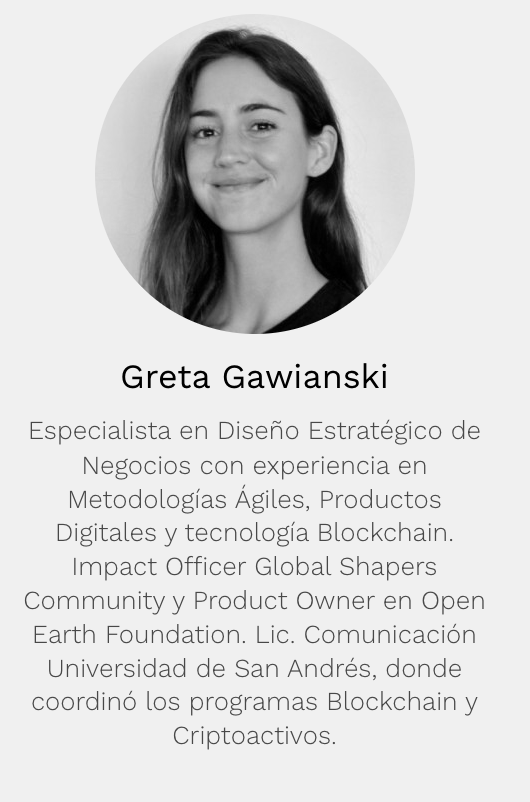 Greta Gawianski
Especialista en Diseño Estratégico de
Negocios con experiencia en
Metodologías Ágiles, Productos
Digitales y tecnología Blockchain.
Impact Officer Global Shapers
Community y Product Owner en Open
Earth Foundation. Lic. Comunicación
Universidad de San Andrés, donde
coordinó los programas Blockchain y
Criptoactivos.